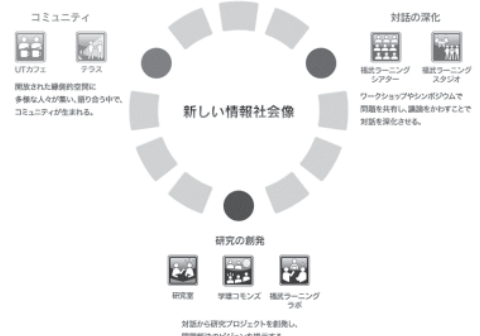 コミュニティ
UTカフェ
テラス
開放された縁側的空間に
多様な人々が集い、語り合う中で、
コミュニティが生まれる。
対話の深化
福武ラーニング
シアター
福武ラーニング
スタジオ
ワークショップやシンポジウムで
問題を共有し、議論をかわすことで
対話を深化させる。
新しい情報社会像
研究の創発
研究室
学環コモンズ
福武ラーニング
ラボ
対話から研究プロジェクトを創発し、